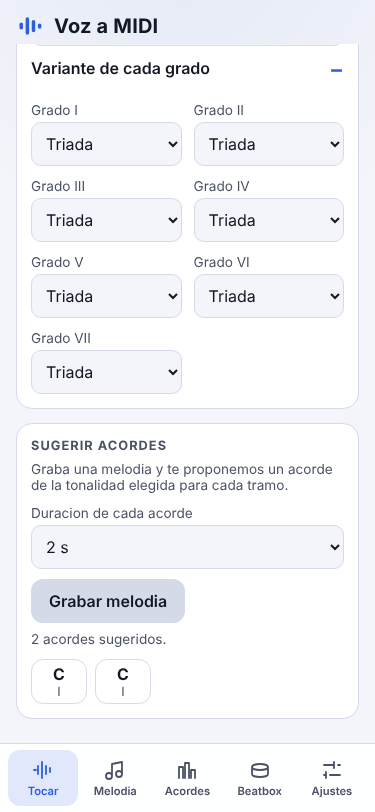 Voz a MIDI
Variante de cada grado
Grado I
Grado II
Triada
Triada
Grado III
Grado IV
Triada
Triada
Grado V
Grado VI
Triada
Triada
Grado VII
Triada
SUGERIR ACORDES
Graba una melodia y te proponemos un acorde
de la tonalidad elegida para cada tramo.
Duracion de cada acorde
2 s
Grabar melodia
2 acordes sugeridos.
C
C
I
I
Tocar
Melodia
Acordes
Beatbox
Ajustes